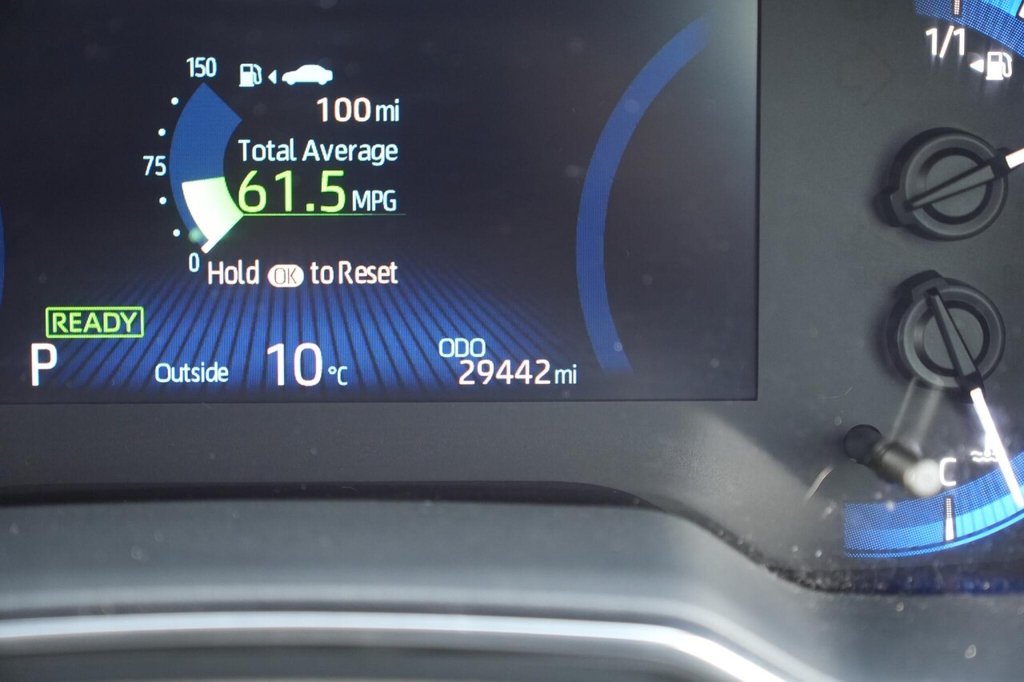 150
100 mi
Total Average
75
61.5 MPG
0
Hold OK to Reset
READY
P
Outside 10 °C
ODO
29442 mi
1/1
C